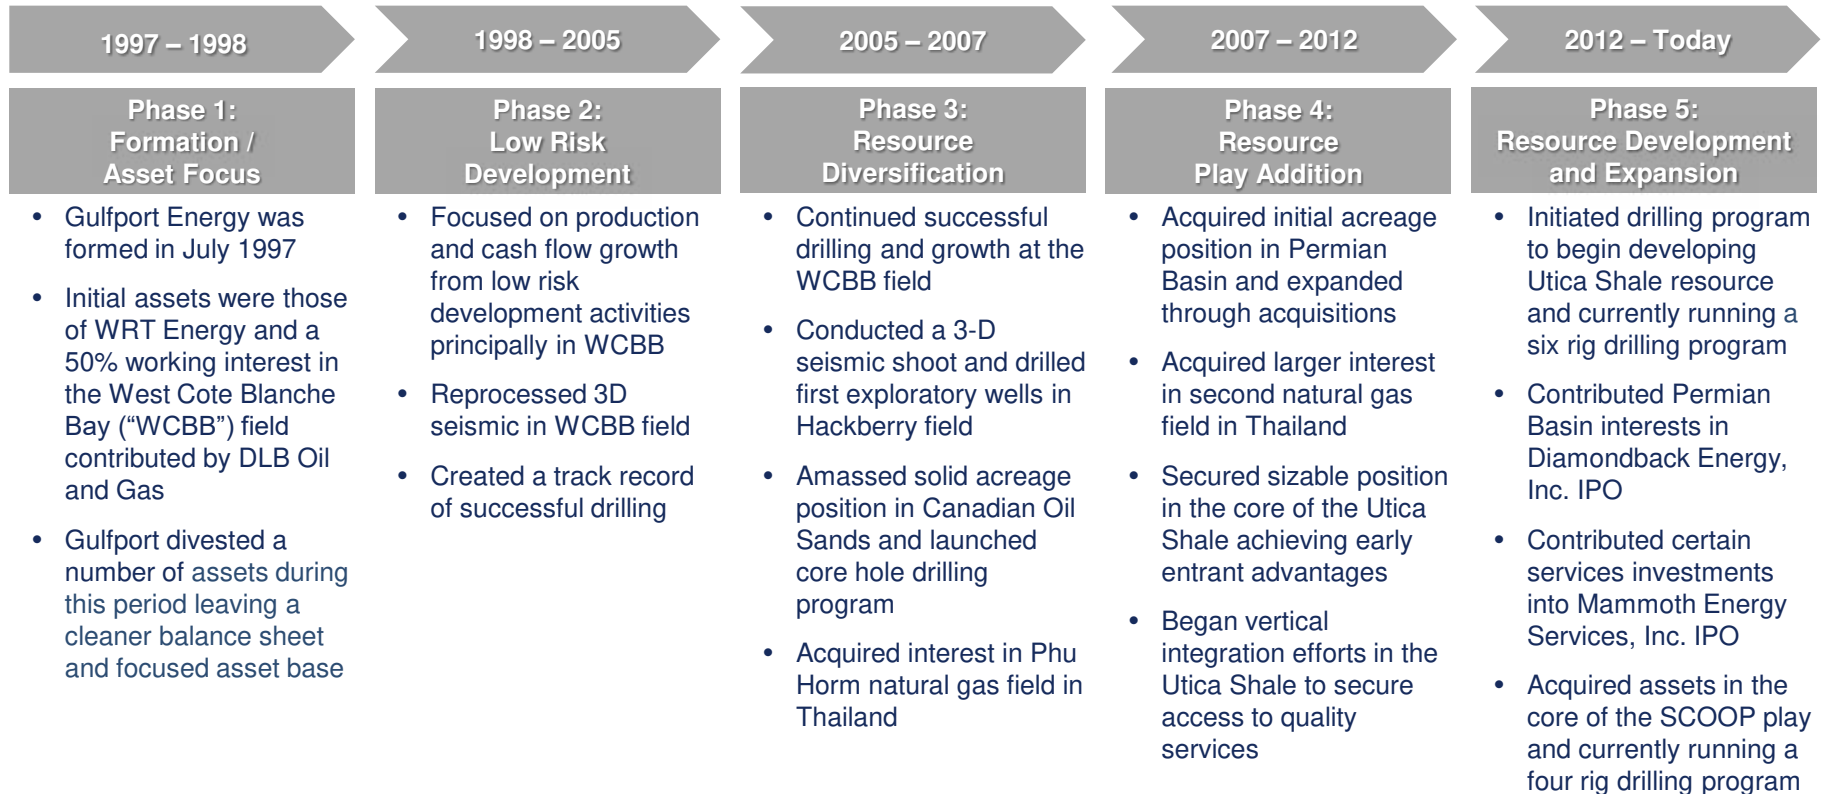 1997 – 1998
Phase 1:
Formation /
Asset Focus
• Gulfport Energy was
formed in July 1997
• Initial assets were those
of WRT Energy and a
50% working interest in
the West Cote Blanche
Bay (“WCBB”) field
contributed by DLB Oil
and Gas
• Gulfport divested a
number of assets during
this period leaving a
cleaner balance sheet
and focused asset base
1998 – 2005
Phase 2:
Low Risk
Development
• Focused on production
and cash flow growth
from low risk
development activities
principally in WCBB
• Reprocessed 3D
seismic in WCBB field
• Created a track record
of successful drilling
2005 – 2007
Phase 3:
Resource
Diversification
• Continued successful
drilling and growth at the
WCBB field
• Conducted a 3-D
seismic shoot and drilled
first exploratory wells in
Hackberry field
• Amassed solid acreage
position in Canadian Oil
Sands and launched
core hole drilling
program
• Acquired interest in Phu
Horm natural gas field in
Thailand
2007 – 2012
Phase 4:
Resource
Play Addition
• Acquired initial acreage
position in Permian
Basin and expanded
through acquisitions
• Acquired larger interest
in second natural gas
field in Thailand
• Secured sizable position
in the core of the Utica
Shale achieving early
entrant advantages
• Began vertical
integration efforts in the
Utica Shale to secure
access to quality
services
2012 – Today
Phase 5:
Resource Development
and Expansion
• Initiated drilling program
to begin developing
Utica Shale resource
and currently running a
six rig drilling program
• Contributed Permian
Basin interests in
Diamondback Energy,
Inc. IPO
• Contributed certain
services investments
into Mammoth Energy
Services, Inc. IPO
• Acquired assets in the
core of the SCOOP play
and currently running a
four rig drilling program